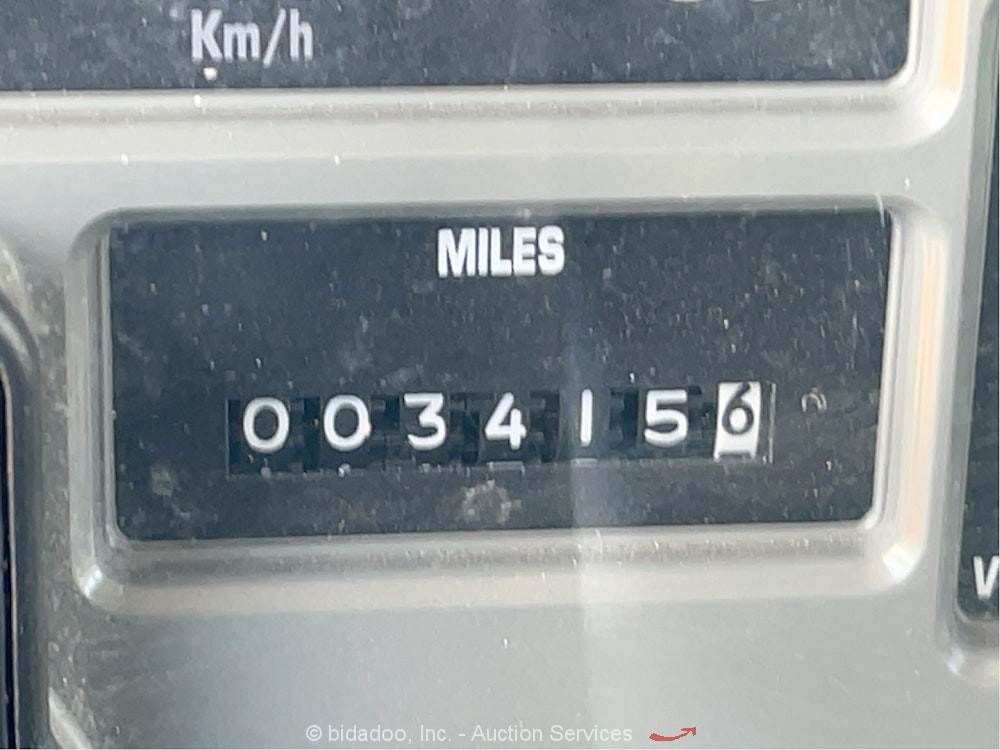 Km/h
MILES
0034156
V
© bidadoo, Inc. - Auction Services